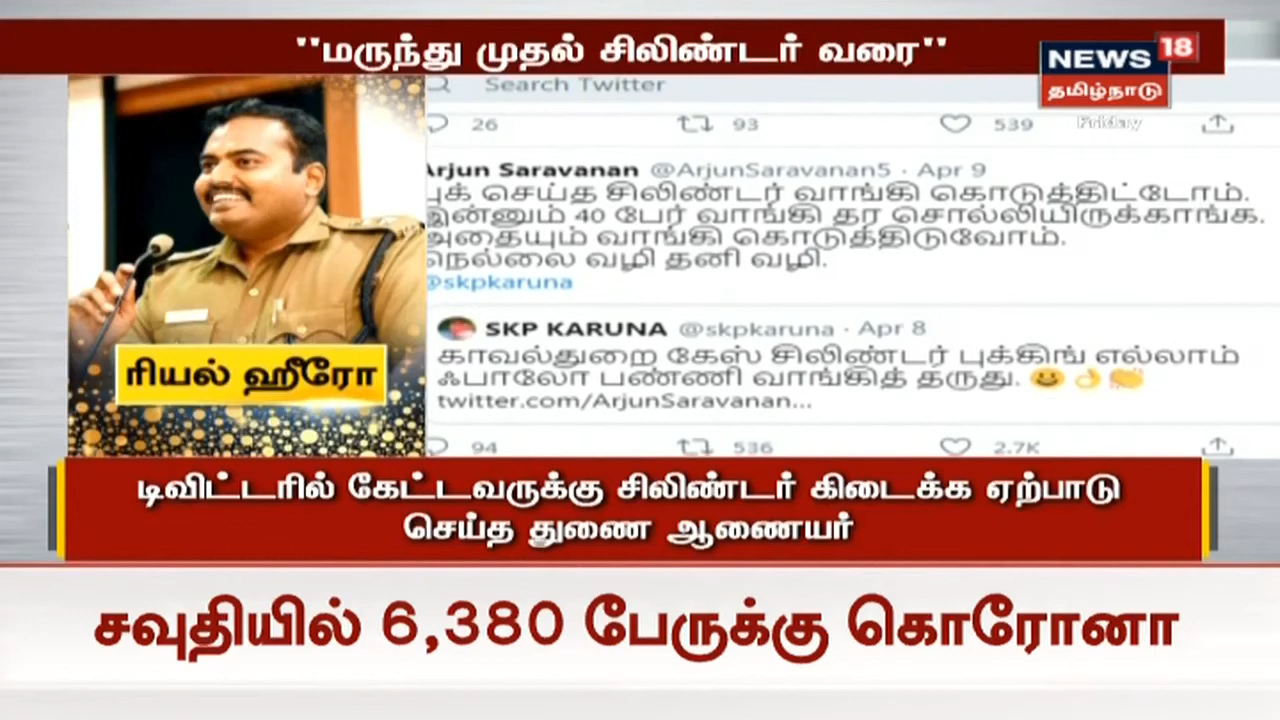 "மருந்து முதல் சிலிண்டர் வரை"
NEWS 18
தமிழ்நாடு
Friday
Search Twitter
26 93 539
Arjun Saravanan @ArjunSaravanan5 · Apr 9
புக் செய்த சிலிண்டர் வாங்கி கொடுத்திட்டோம்.
இன்னும் 40 பேர் வாங்கி தர சொல்லியிருக்காங்க.
அதையும் வாங்கி கொடுத்திடுவோம்.
நெல்லை வழி தனி வழி.
@skpkaruna
SKP KARUNA @skpkaruna · Apr 8
காவல்துறை கேஸ் சிலிண்டர் புக்கிங் எல்லாம்
ஃபாலோ பண்ணி வாங்கித் தருது. 😀👌👏
twitter.com/ArjunSaravanan...
94 536 2.7K
ரியல் ஹீரோ
டிவிட்டரில் கேட்டவருக்கு சிலிண்டர் கிடைக்க ஏற்பாடு
செய்த துணை ஆணையர்
சவுதியில் 6,380 பேருக்கு கொரோனா